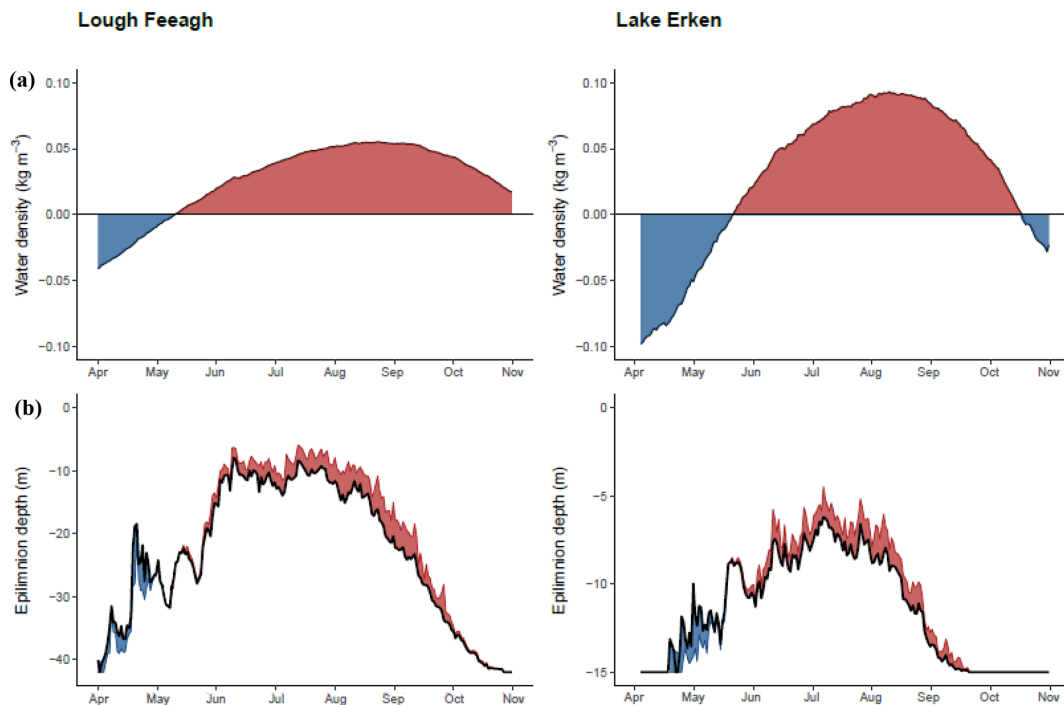 Lough Feeagh
Lake Erken
(a)
Water density (kg m⁻³)
0.10
0.05
0.00
−0.05
−0.10
Apr May Jun Jul Aug Sep Oct Nov
Water density (kg m⁻³)
0.10
0.05
0.00
−0.05
−0.10
Apr May Jun Jul Aug Sep Oct Nov
(b)
Epilimnion depth (m)
0
−10
−20
−30
−40
Apr May Jun Jul Aug Sep Oct Nov
Epilimnion depth (m)
0
−5
−10
−15
Apr May Jun Jul Aug Sep Oct Nov